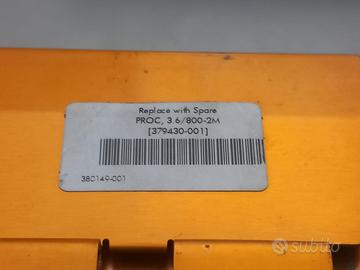 Replace with Spare
PROC, 3.6/800-2M
[379430-001]
380149-001
subito